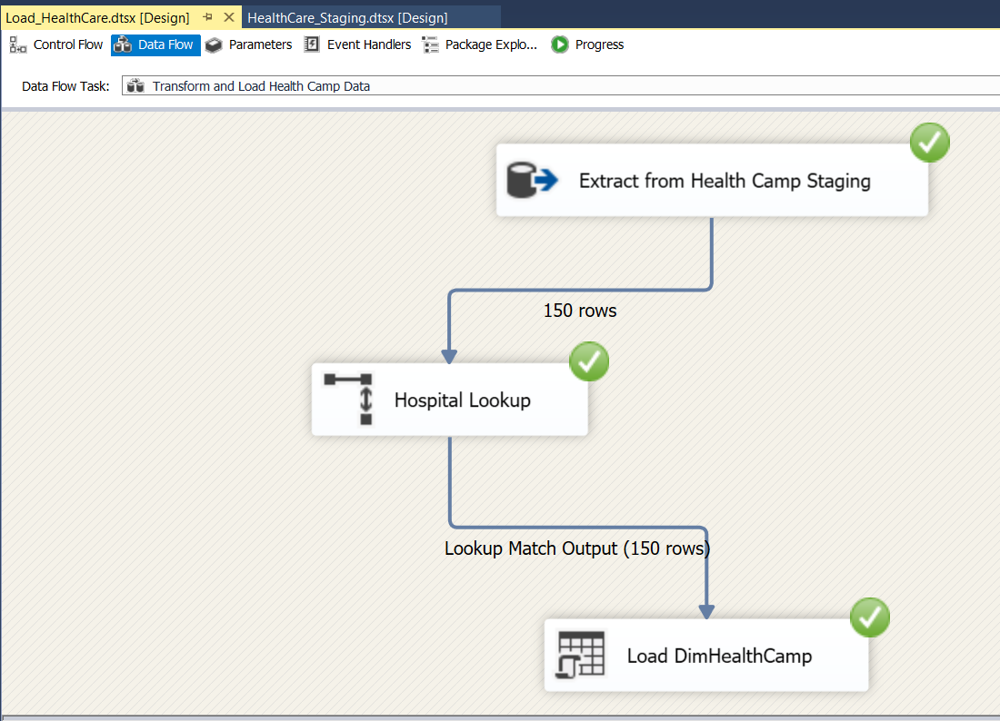 Load_HealthCare.dtsx [Design] HealthCare_Staging.dtsx [Design]
Control Flow Data Flow Parameters Event Handlers Package Explo... Progress
Data Flow Task: Transform and Load Health Camp Data
Extract from Health Camp Staging
150 rows
Hospital Lookup
Lookup Match Output (150 rows)
Load DimHealthCamp